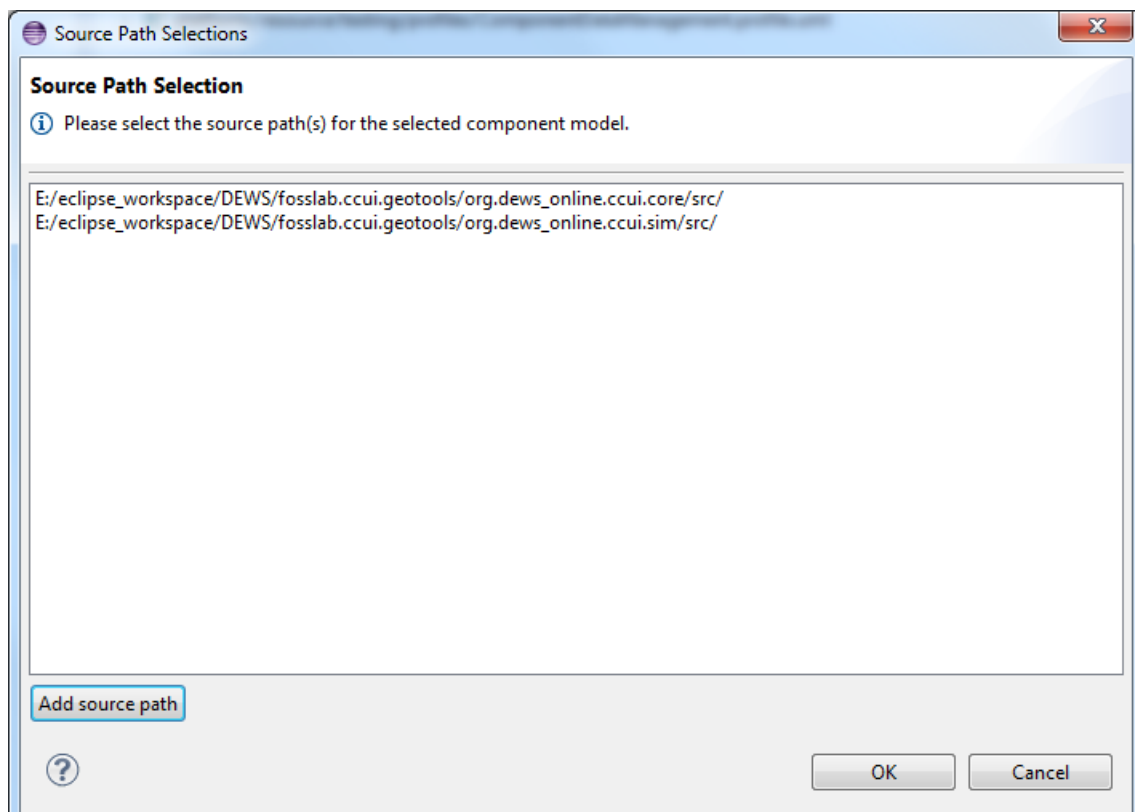 Source Path Selections
Source Path Selection
Please select the source path(s) for the selected component model.
E:/eclipse_workspace/DEWS/fosslab.ccui.geotools/org.dews_online.ccui.core/src/
E:/eclipse_workspace/DEWS/fosslab.ccui.geotools/org.dews_online.ccui.sim/src/
Add source path
OK
Cancel